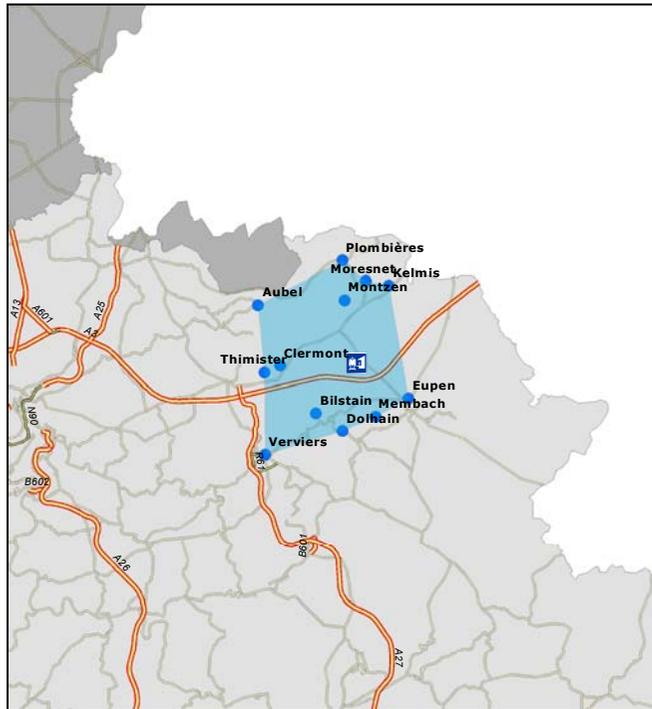 Plombières
Moresnet
Kelmis
Montzen
Aubel
A13
A601
A25
A3
Thimister
Clermont
Eupen
Bilstain
Membach
Dolhain
N90
Verviers
R61
B602
B601
A26
A27